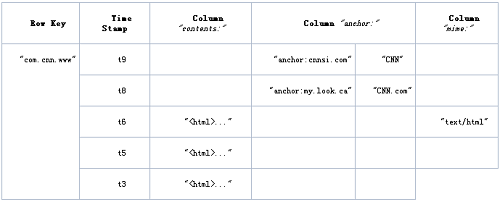 Row Key Time Stamp Column "contents:" Column "anchor:" Column "mime:"
"com.cnn.www" t9 "anchor:cnnsi.com" "CNN"
t8 "anchor:my.look.ca" "CNN.com"
t6 "<html>..." "text/html"
t5 "<html>..."
t3 "<html>..."